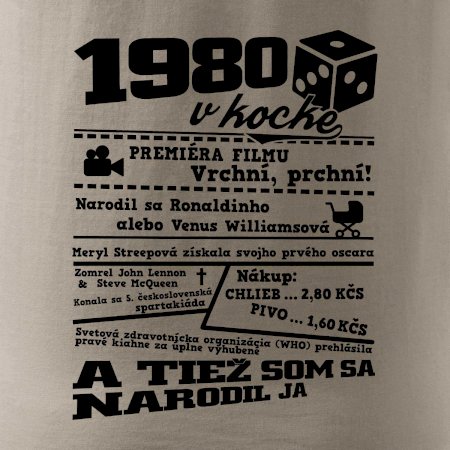 1980
v kocke
PREMIÉRA FILMU
Vrchní, prchni!
Narodil sa Ronaldinho
alebo Venus Williamsová
Meryl Streepová získala svojho prvého oscara
Zomrel John Lennon
& Steve McQueen
Konala sa 5. československá
spartakiáda
Nákup:
CHLIEB ... 2,80 KČS
PIVO ... 1,60 KČS
Svetová zdravotnícka organizácia (WHO) prehlásila
pravé kiahne za úplne vyhubené
A TIEŽ SOM SA
NARODIL JA